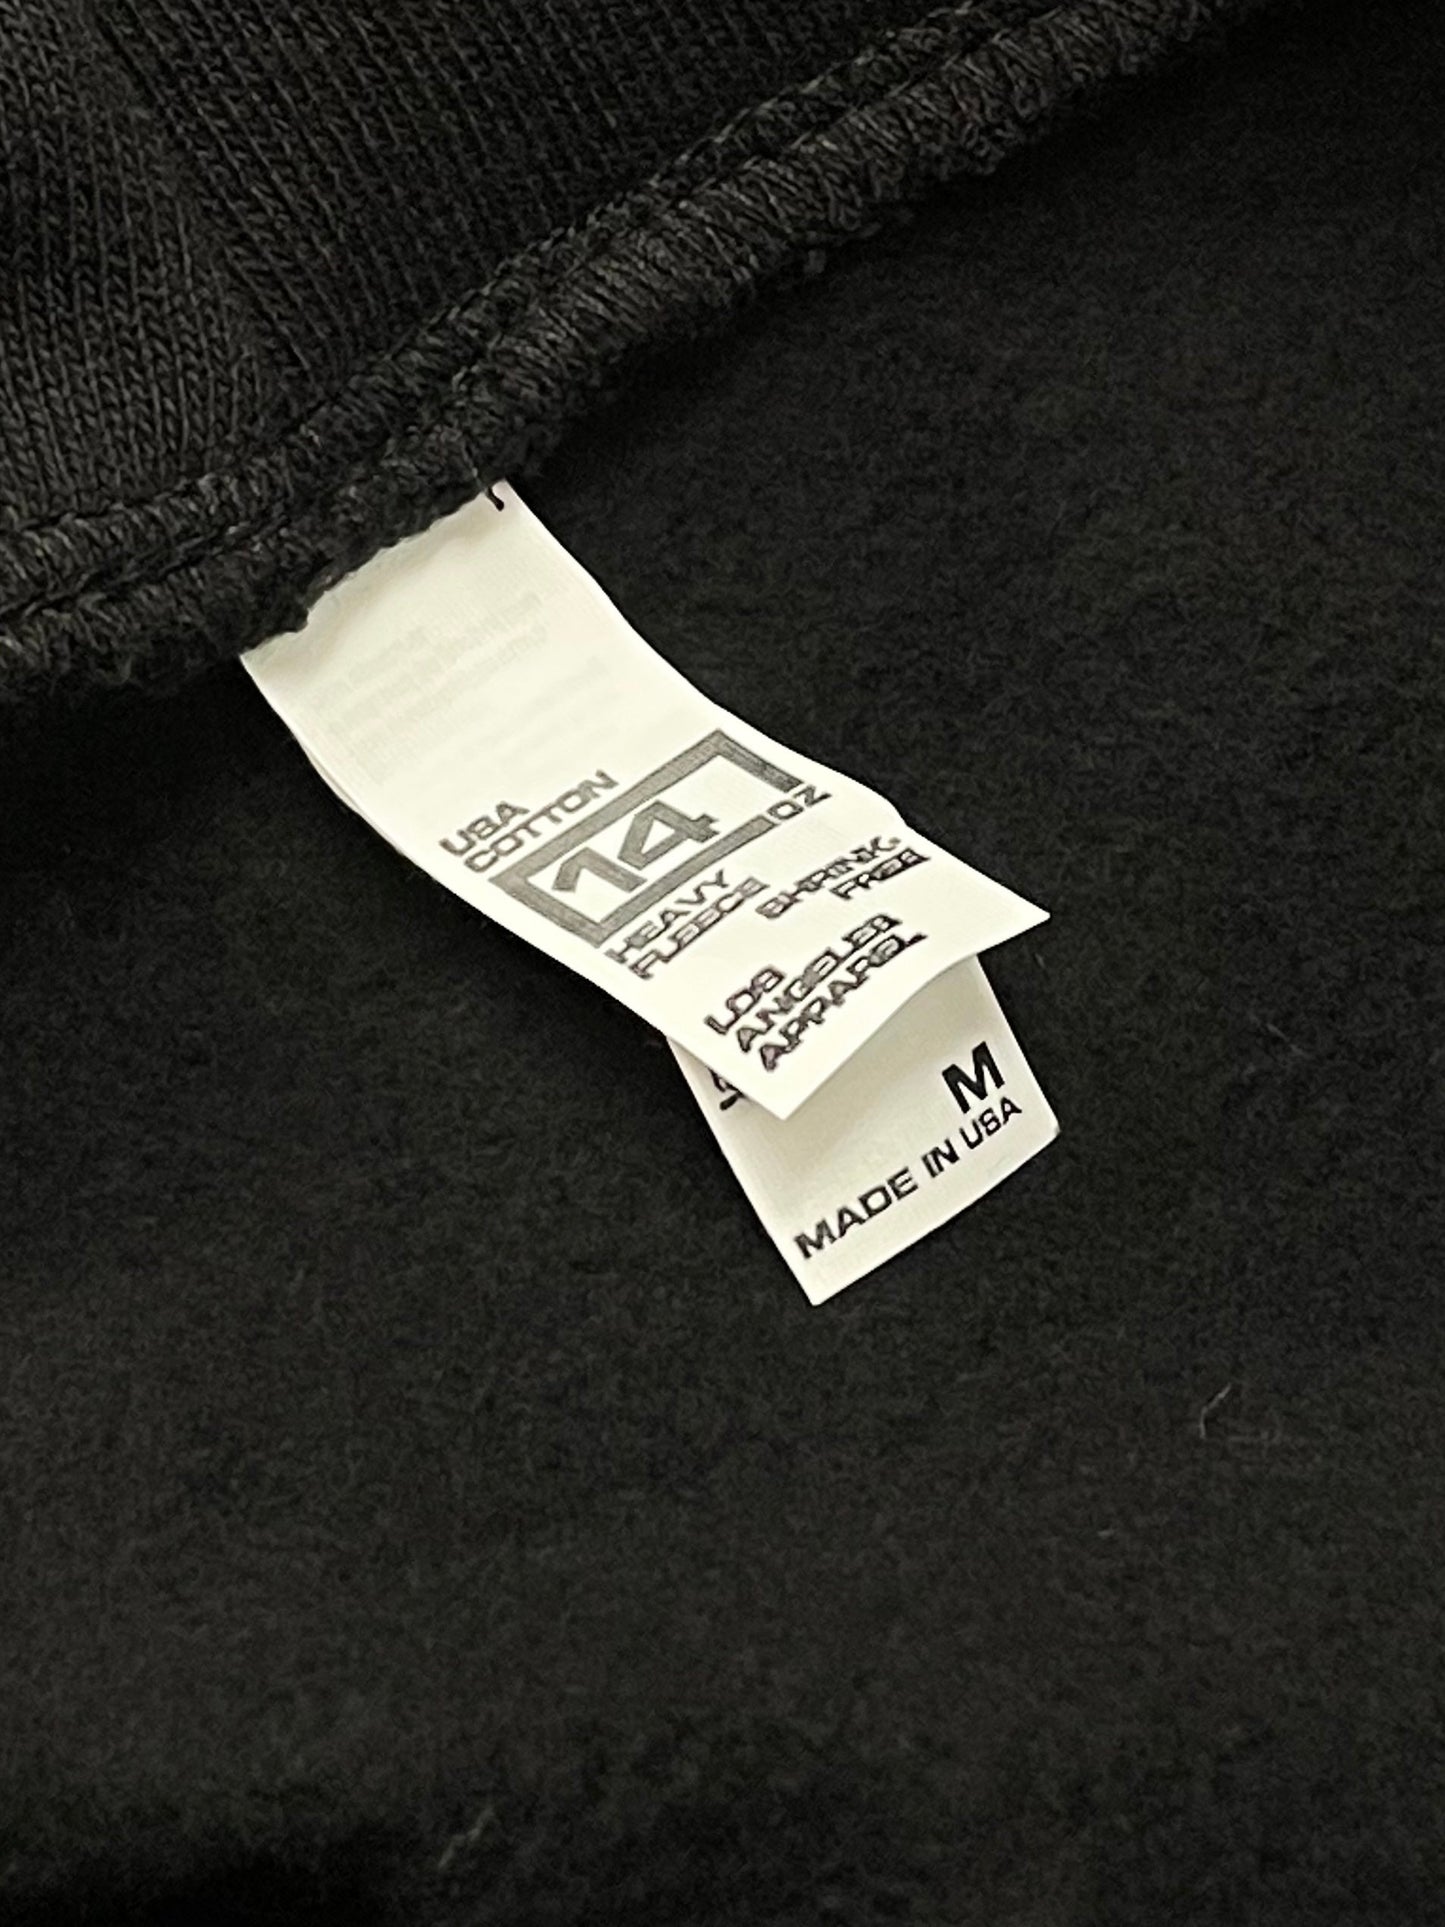 USA
COTTON
14
OZ
HEAVY
FLEECE
SHRINK-
FREE
LOS
ANGELES
APPAREL
M
MADE IN USA